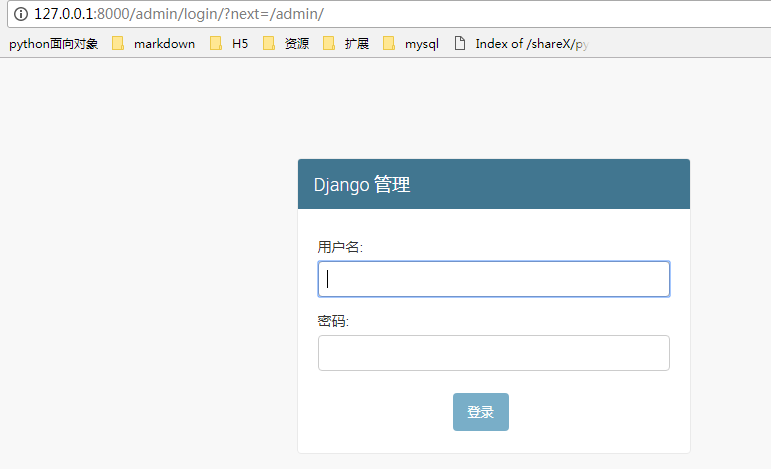 127.0.0.1:8000/admin/login/?next=/admin/
python面向对象 markdown H5 资源 扩展 mysql Index of /shareX/py
Django 管理
用户名:
密码:
登录